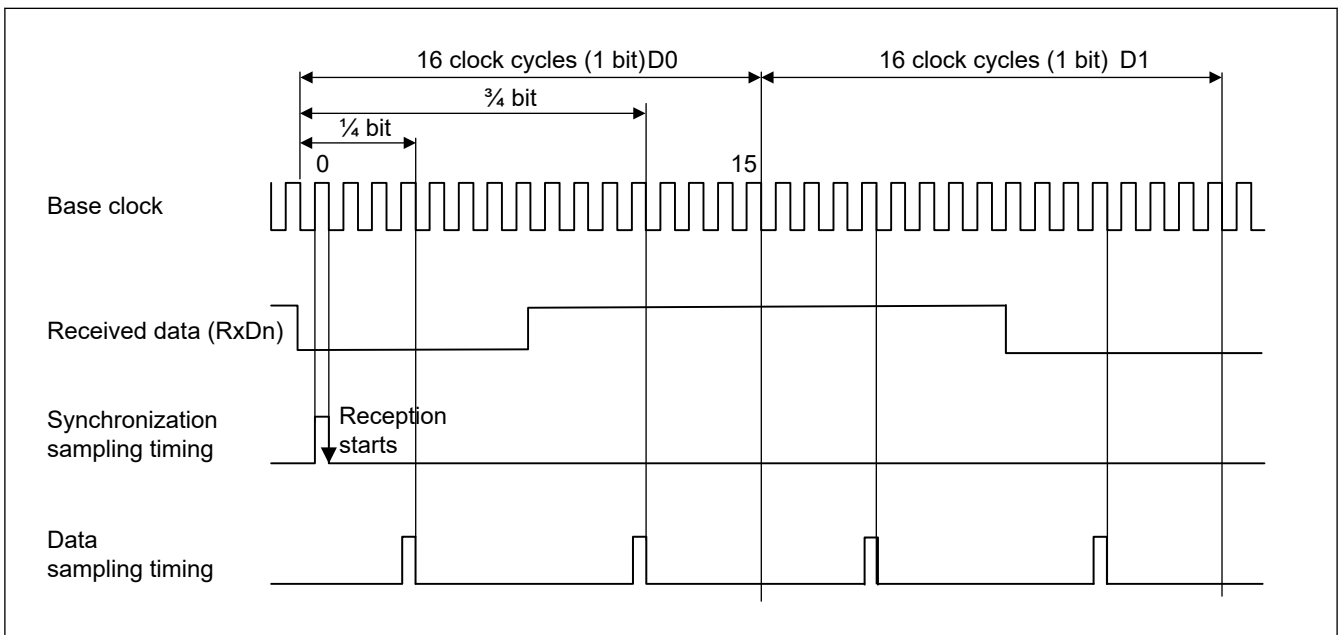 16 clock cycles (1 bit)D0
16 clock cycles (1 bit) D1
¾ bit
¼ bit
0
15
Base clock
Received data (RxDn)
Synchronization
sampling timing
Reception
starts
Data
sampling timing